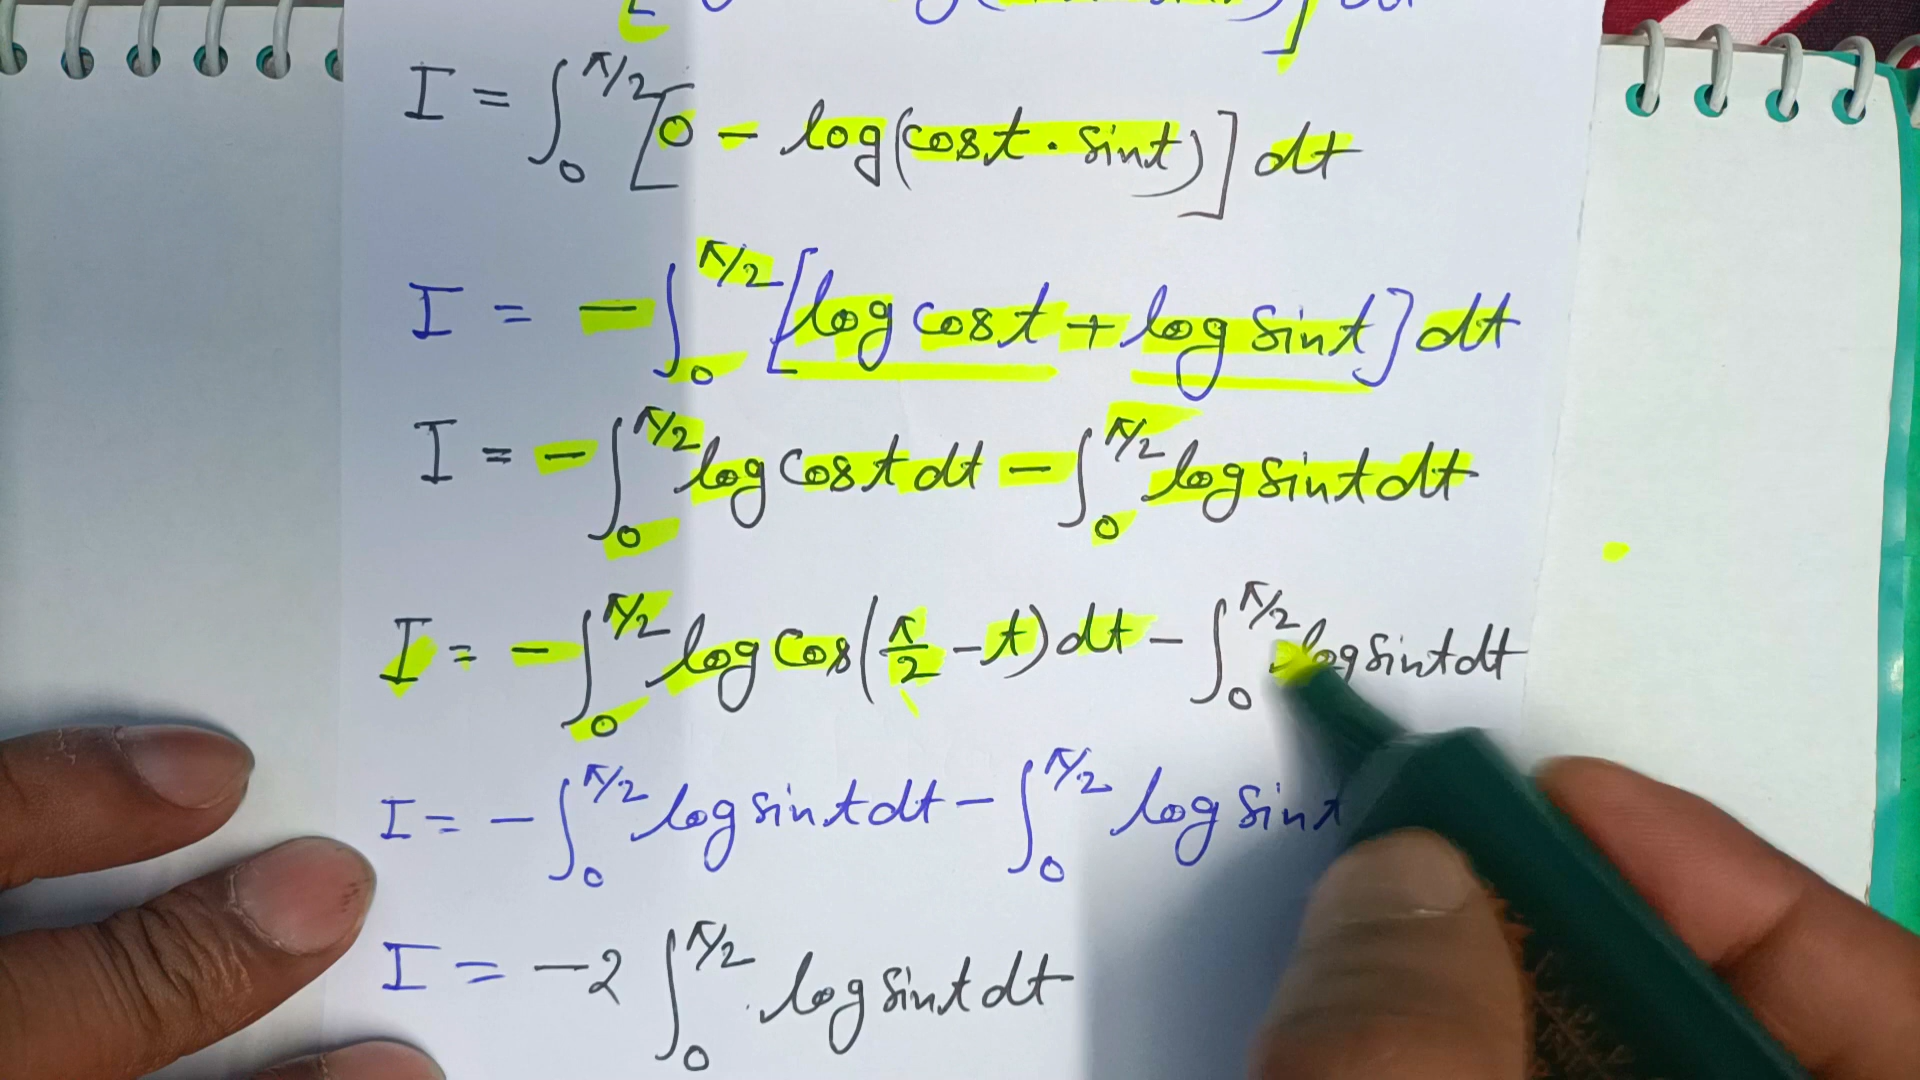 I = ∫₀^π/2 [0 - log(cost · sint)] dt
I = - ∫₀^π/2 [log cost + log sint] dt
I = - ∫₀^π/2 log cost dt - ∫₀^π/2 log sint dt
I = - ∫₀^π/2 log cos(π/2 - t) dt - ∫₀^π/2 log sint dt
I = - ∫₀^π/2 log sint dt - ∫₀^π/2 log sint
I = -2 ∫₀^π/2 log sint dt